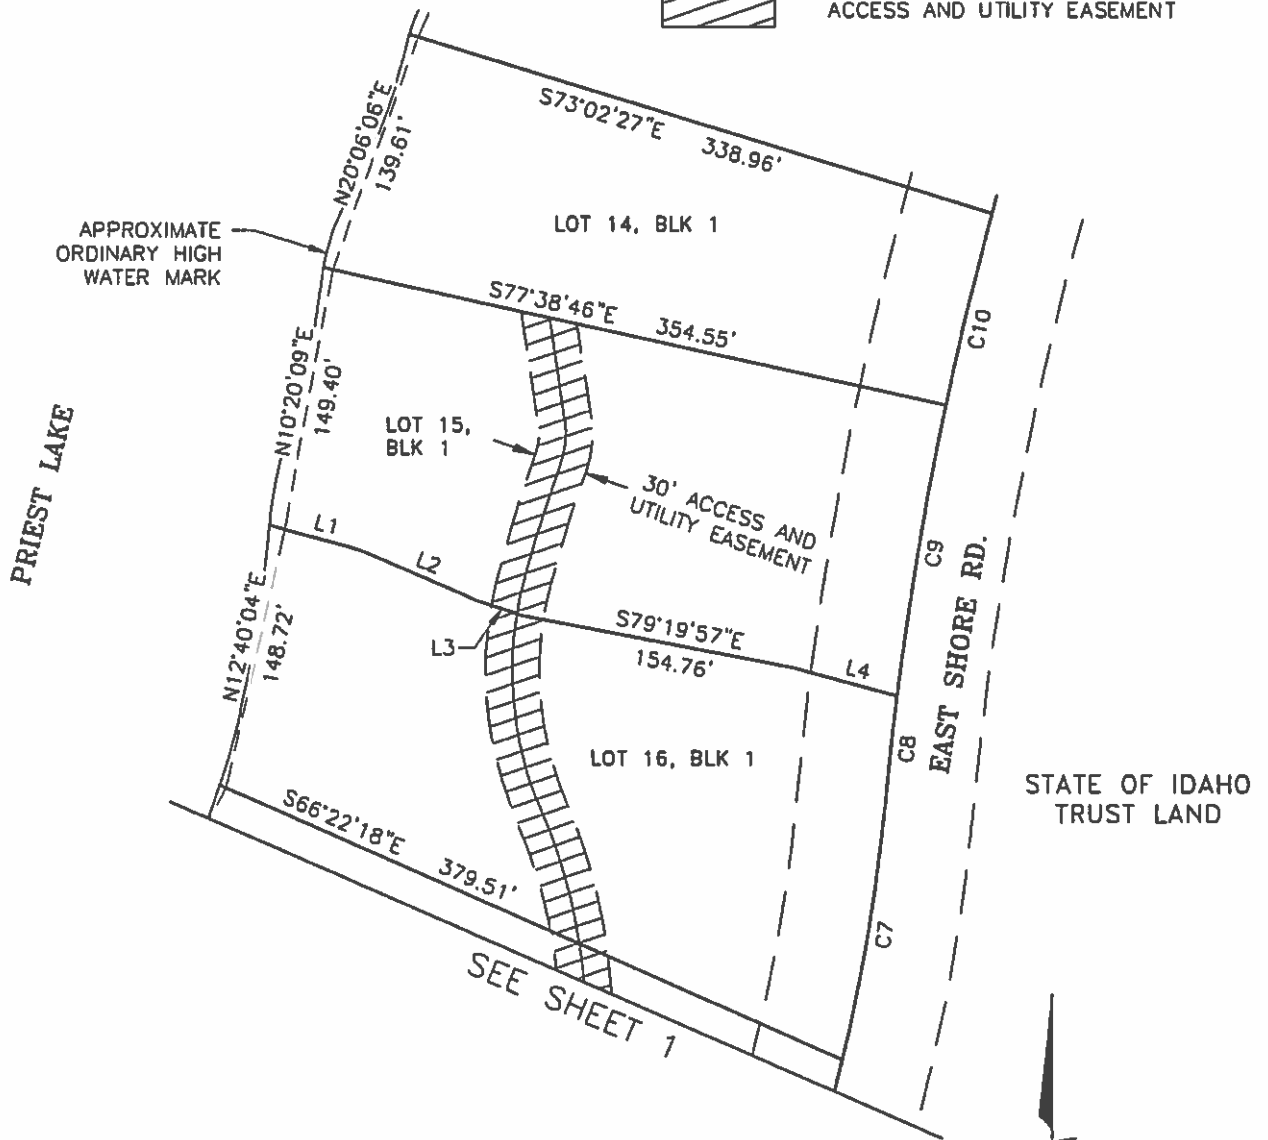 ACCESS AND UTILITY EASEMENT
S73°02'27"E
338.96'
N20°06'06"E
139.61'
LOT 14, BLK 1
APPROXIMATE
ORDINARY HIGH
WATER MARK
S77°38'46"E
354.55'
C10
N10°20'09"E
149.40'
LOT 15,
BLK 1
PRIEST LAKE
30' ACCESS AND
UTILITY EASEMENT
L1
L2
C9
EAST SHORE RD.
N12°40'04"E
148.72'
L3
S79°19'57"E
154.76'
L4
C8
LOT 16, BLK 1
STATE OF IDAHO
TRUST LAND
S66°22'18"E
379.51'
C7
SEE SHEET 1